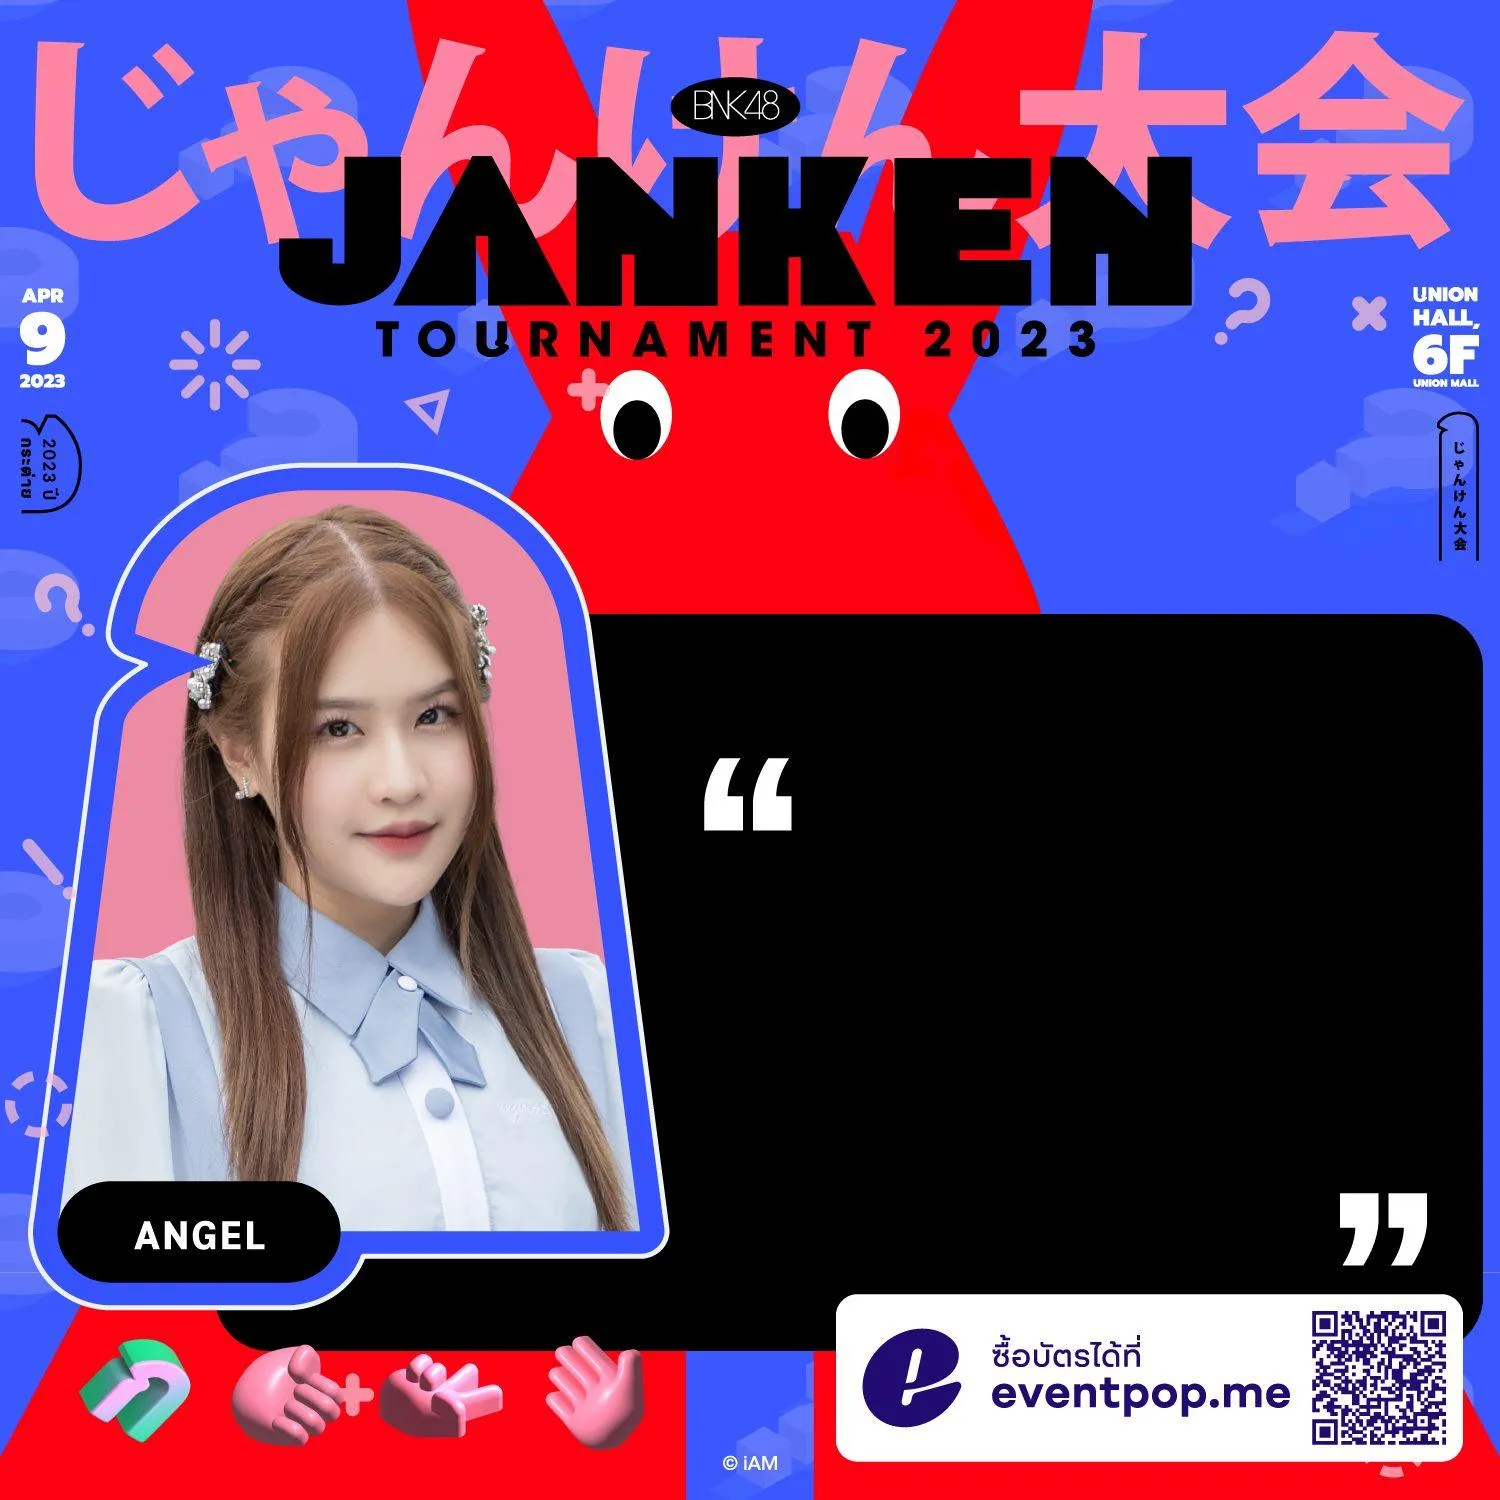 じゃんけん大会
BNK48
JANKEN
TOURNAMENT 2023
APR
9
2023
2023 ปี
กระต่าย
UNION
HALL,
6F
UNION MALL
じゃんけん大会
“
”
ANGEL
ซื้อบัตรได้ที่
eventpop.me
© iAM